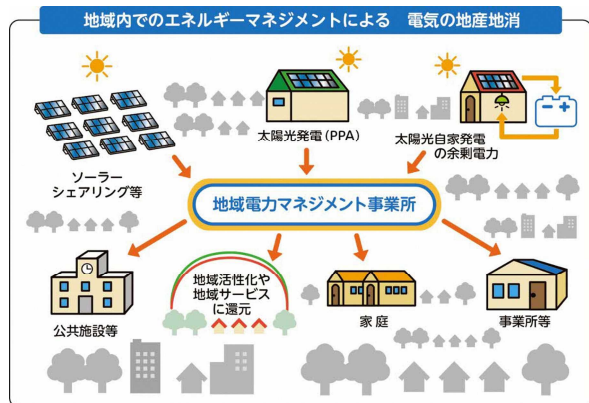 地域内でのエネルギーマネジメントによる　電気の地産地消
太陽光発電(PPA)
太陽光自家発電
の余剰電力
ソーラー
シェアリング等
地域電力マネジメント事業所
公共施設等
地域活性化や
地域サービス
に還元
家庭
事業所等